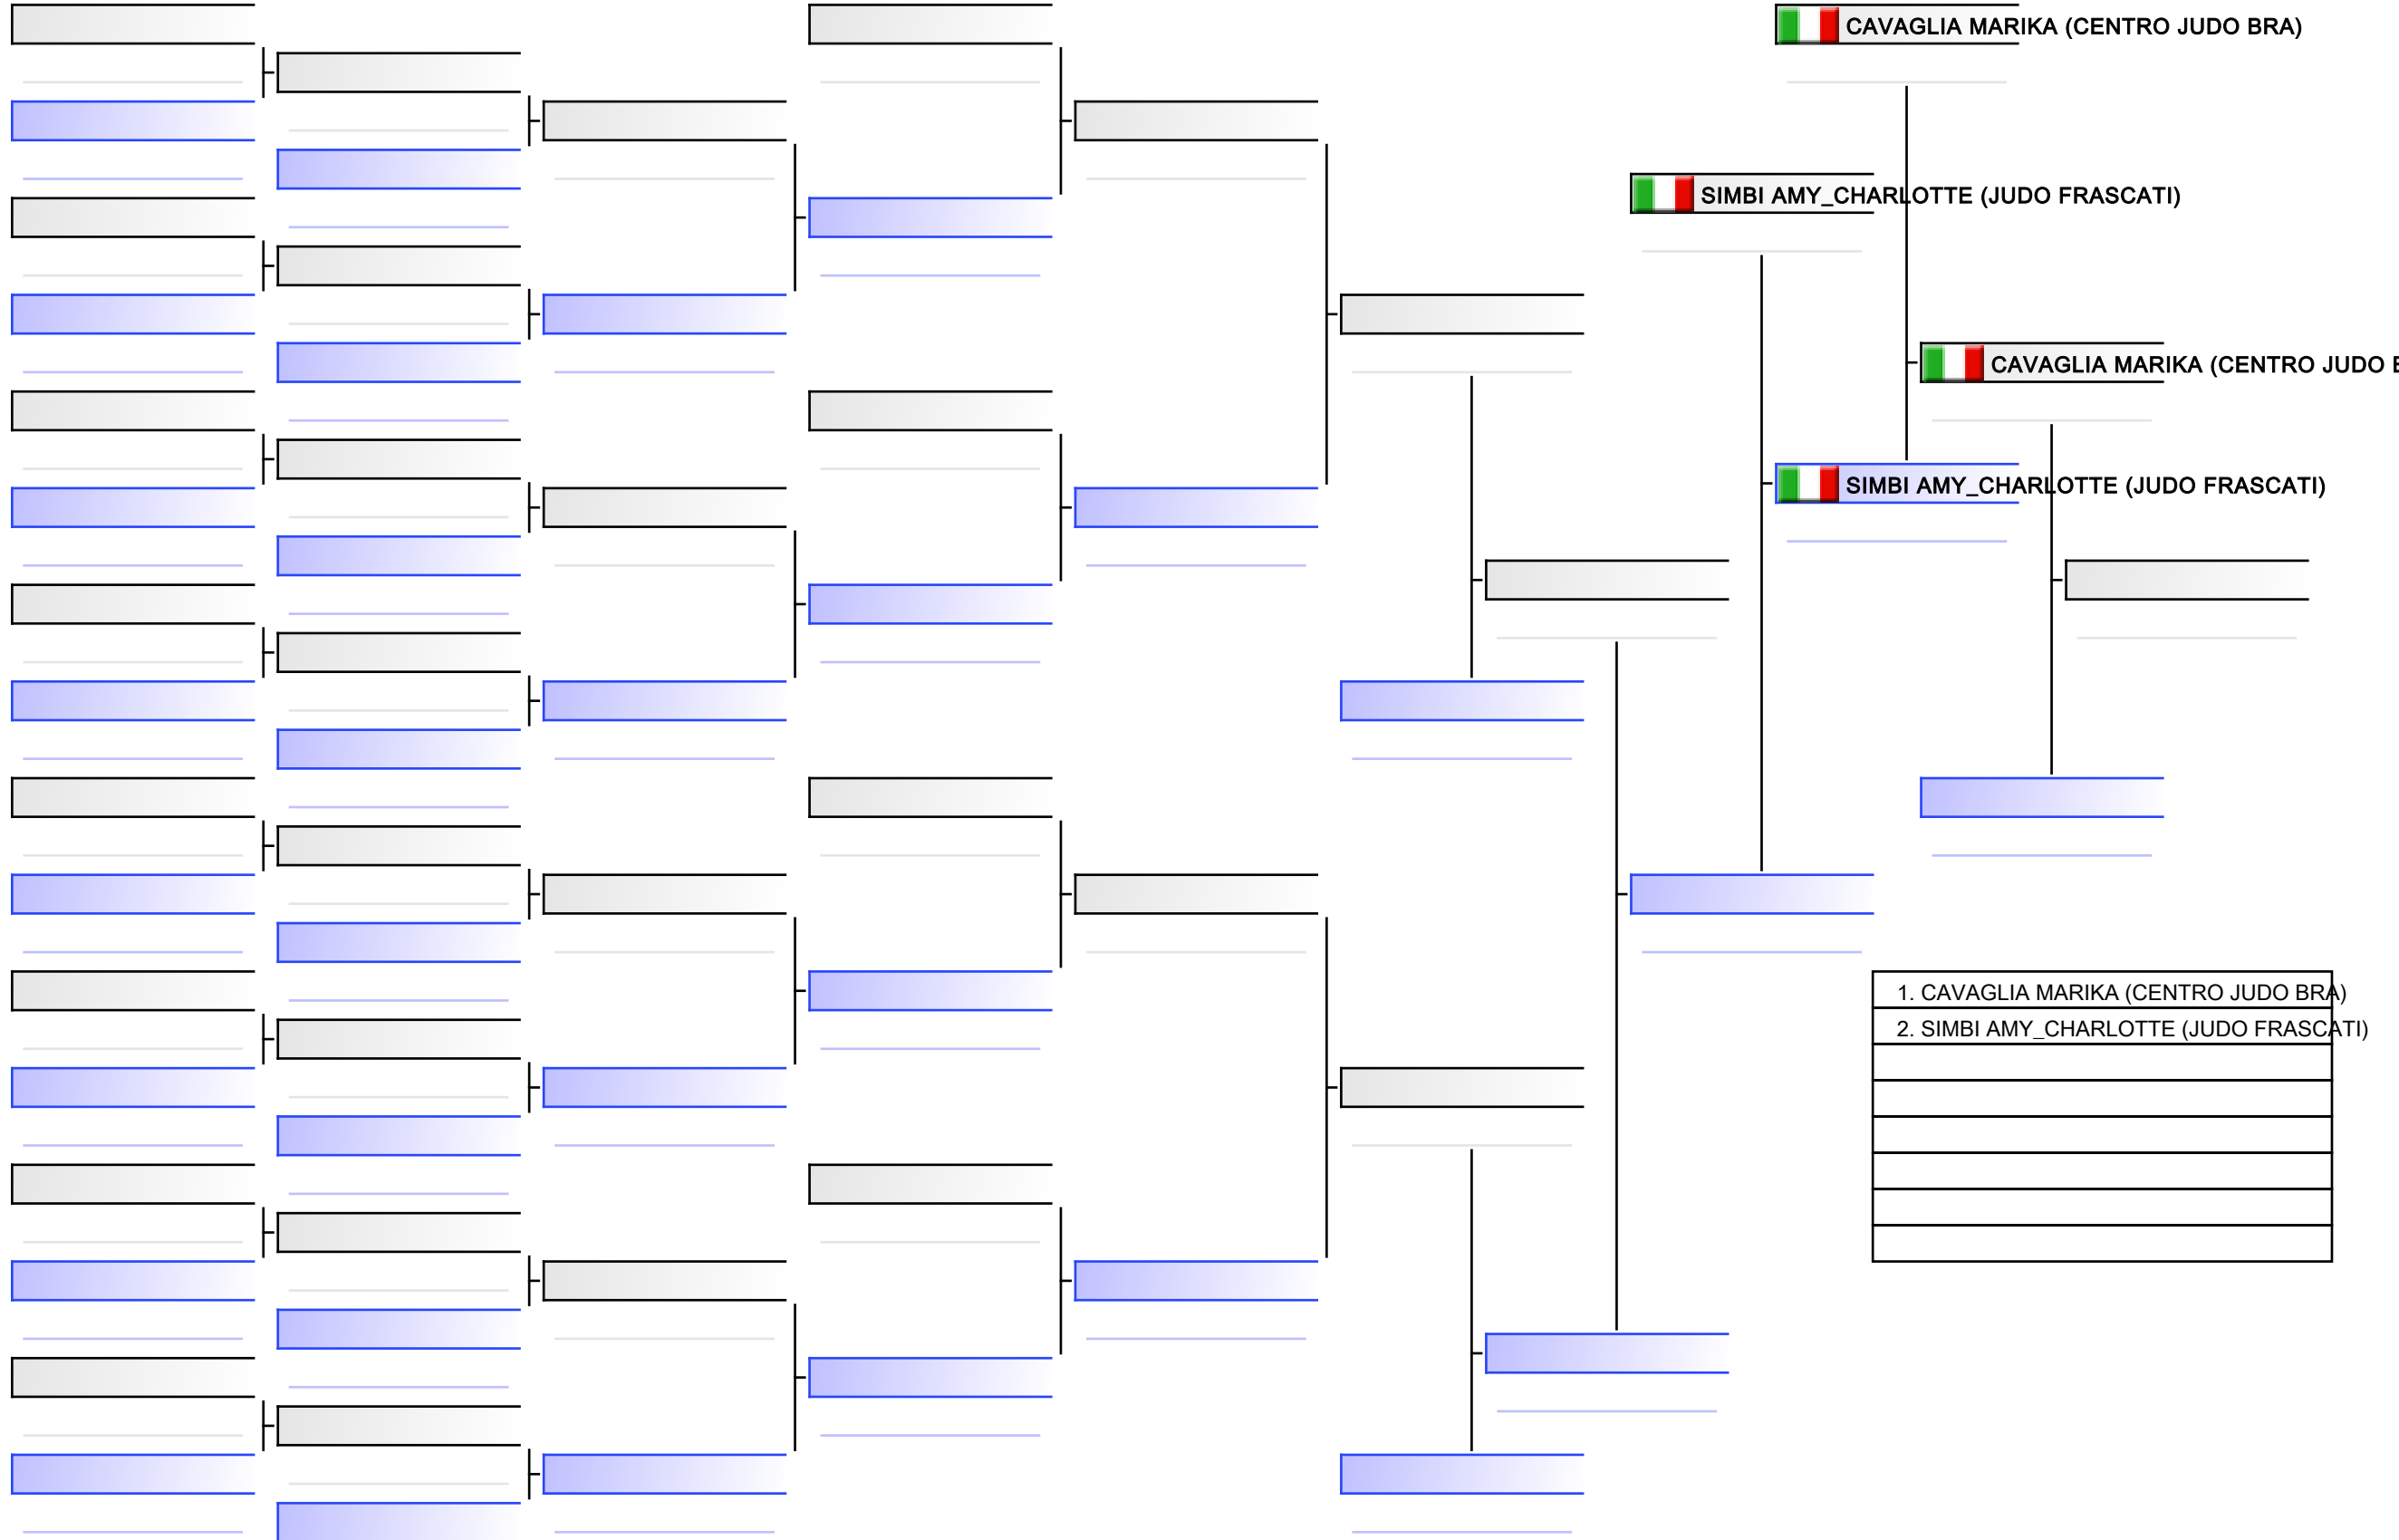 CAVAGLIA MARIKA (CENTRO JUDO BRA)
SIMBI AMY_CHARLOTTE (JUDO FRASCATI)
CAVAGLIA MARIKA (CENTRO JUDO
SIMBI AMY_CHARLOTTE (JUDO FRASCATI)
1. CAVAGLIA MARIKA (CENTRO JUDO BRA)
2. SIMBI AMY_CHARLOTTE (JUDO FRASCATI)